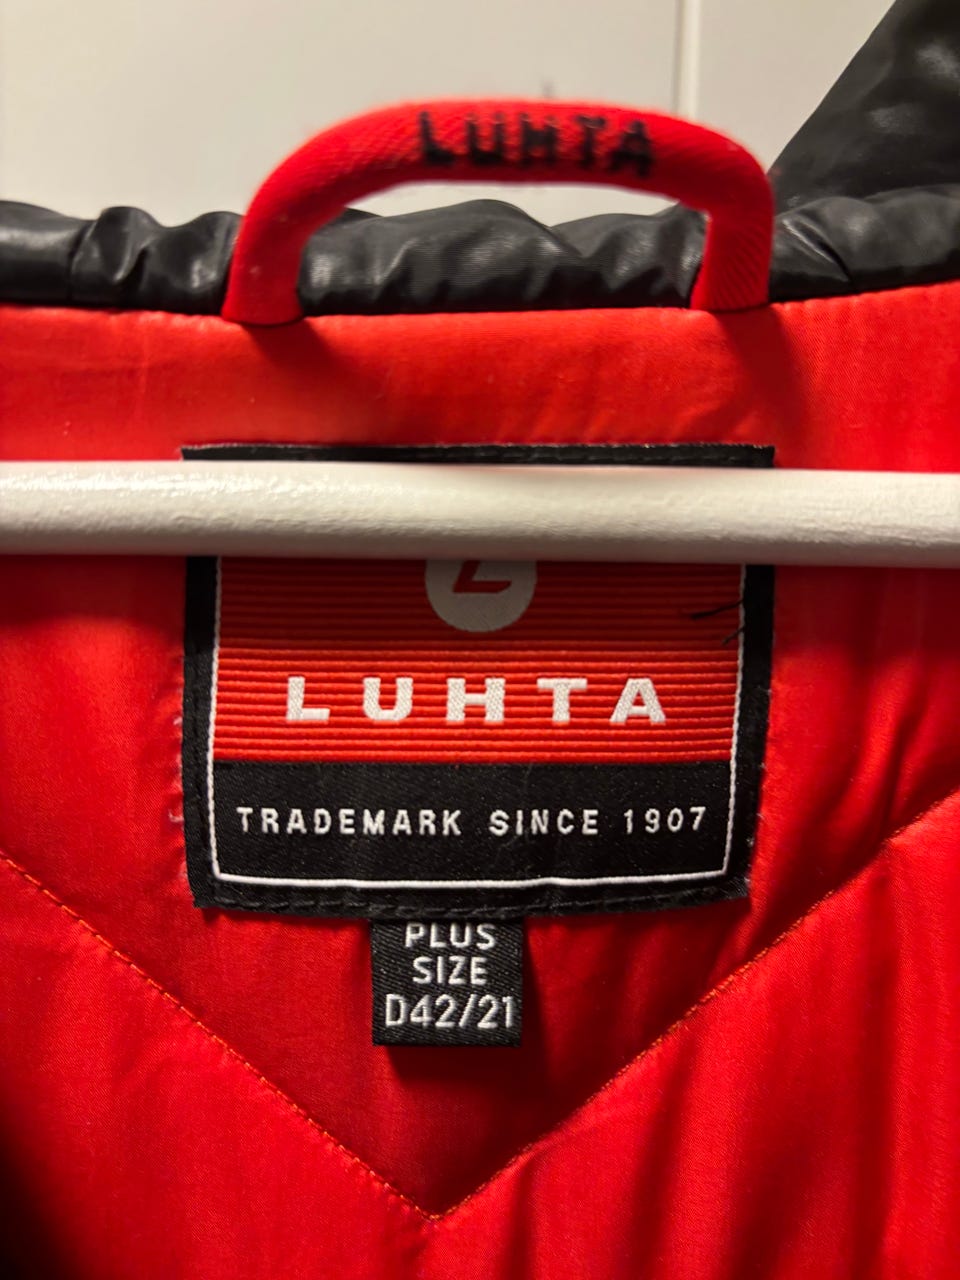 LUHTA
L
LUHTA
TRADEMARK SINCE 1907
PLUS
SIZE
D42/21